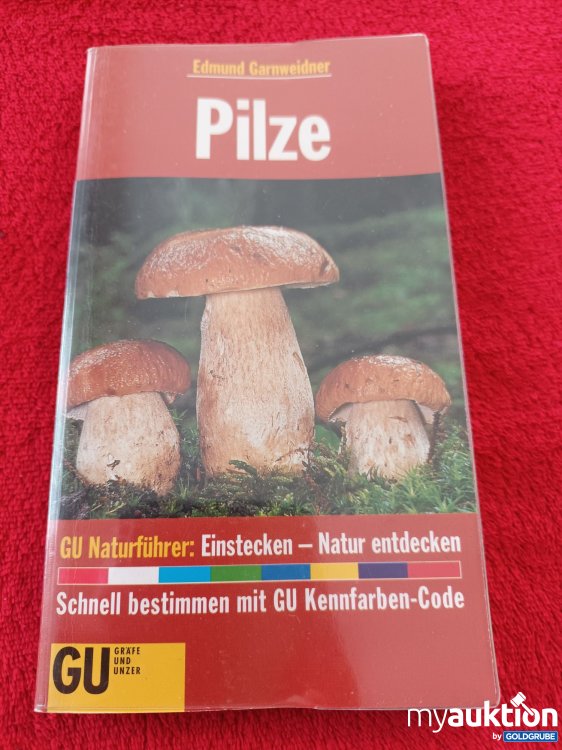 Edmund Garnweidner
Pilze
GU Naturführer: Einstecken – Natur entdecken
Schnell bestimmen mit GU Kennfarben-Code
GU GRÄFE
UND
UNZER
myauktion
by GOLDGRUBE